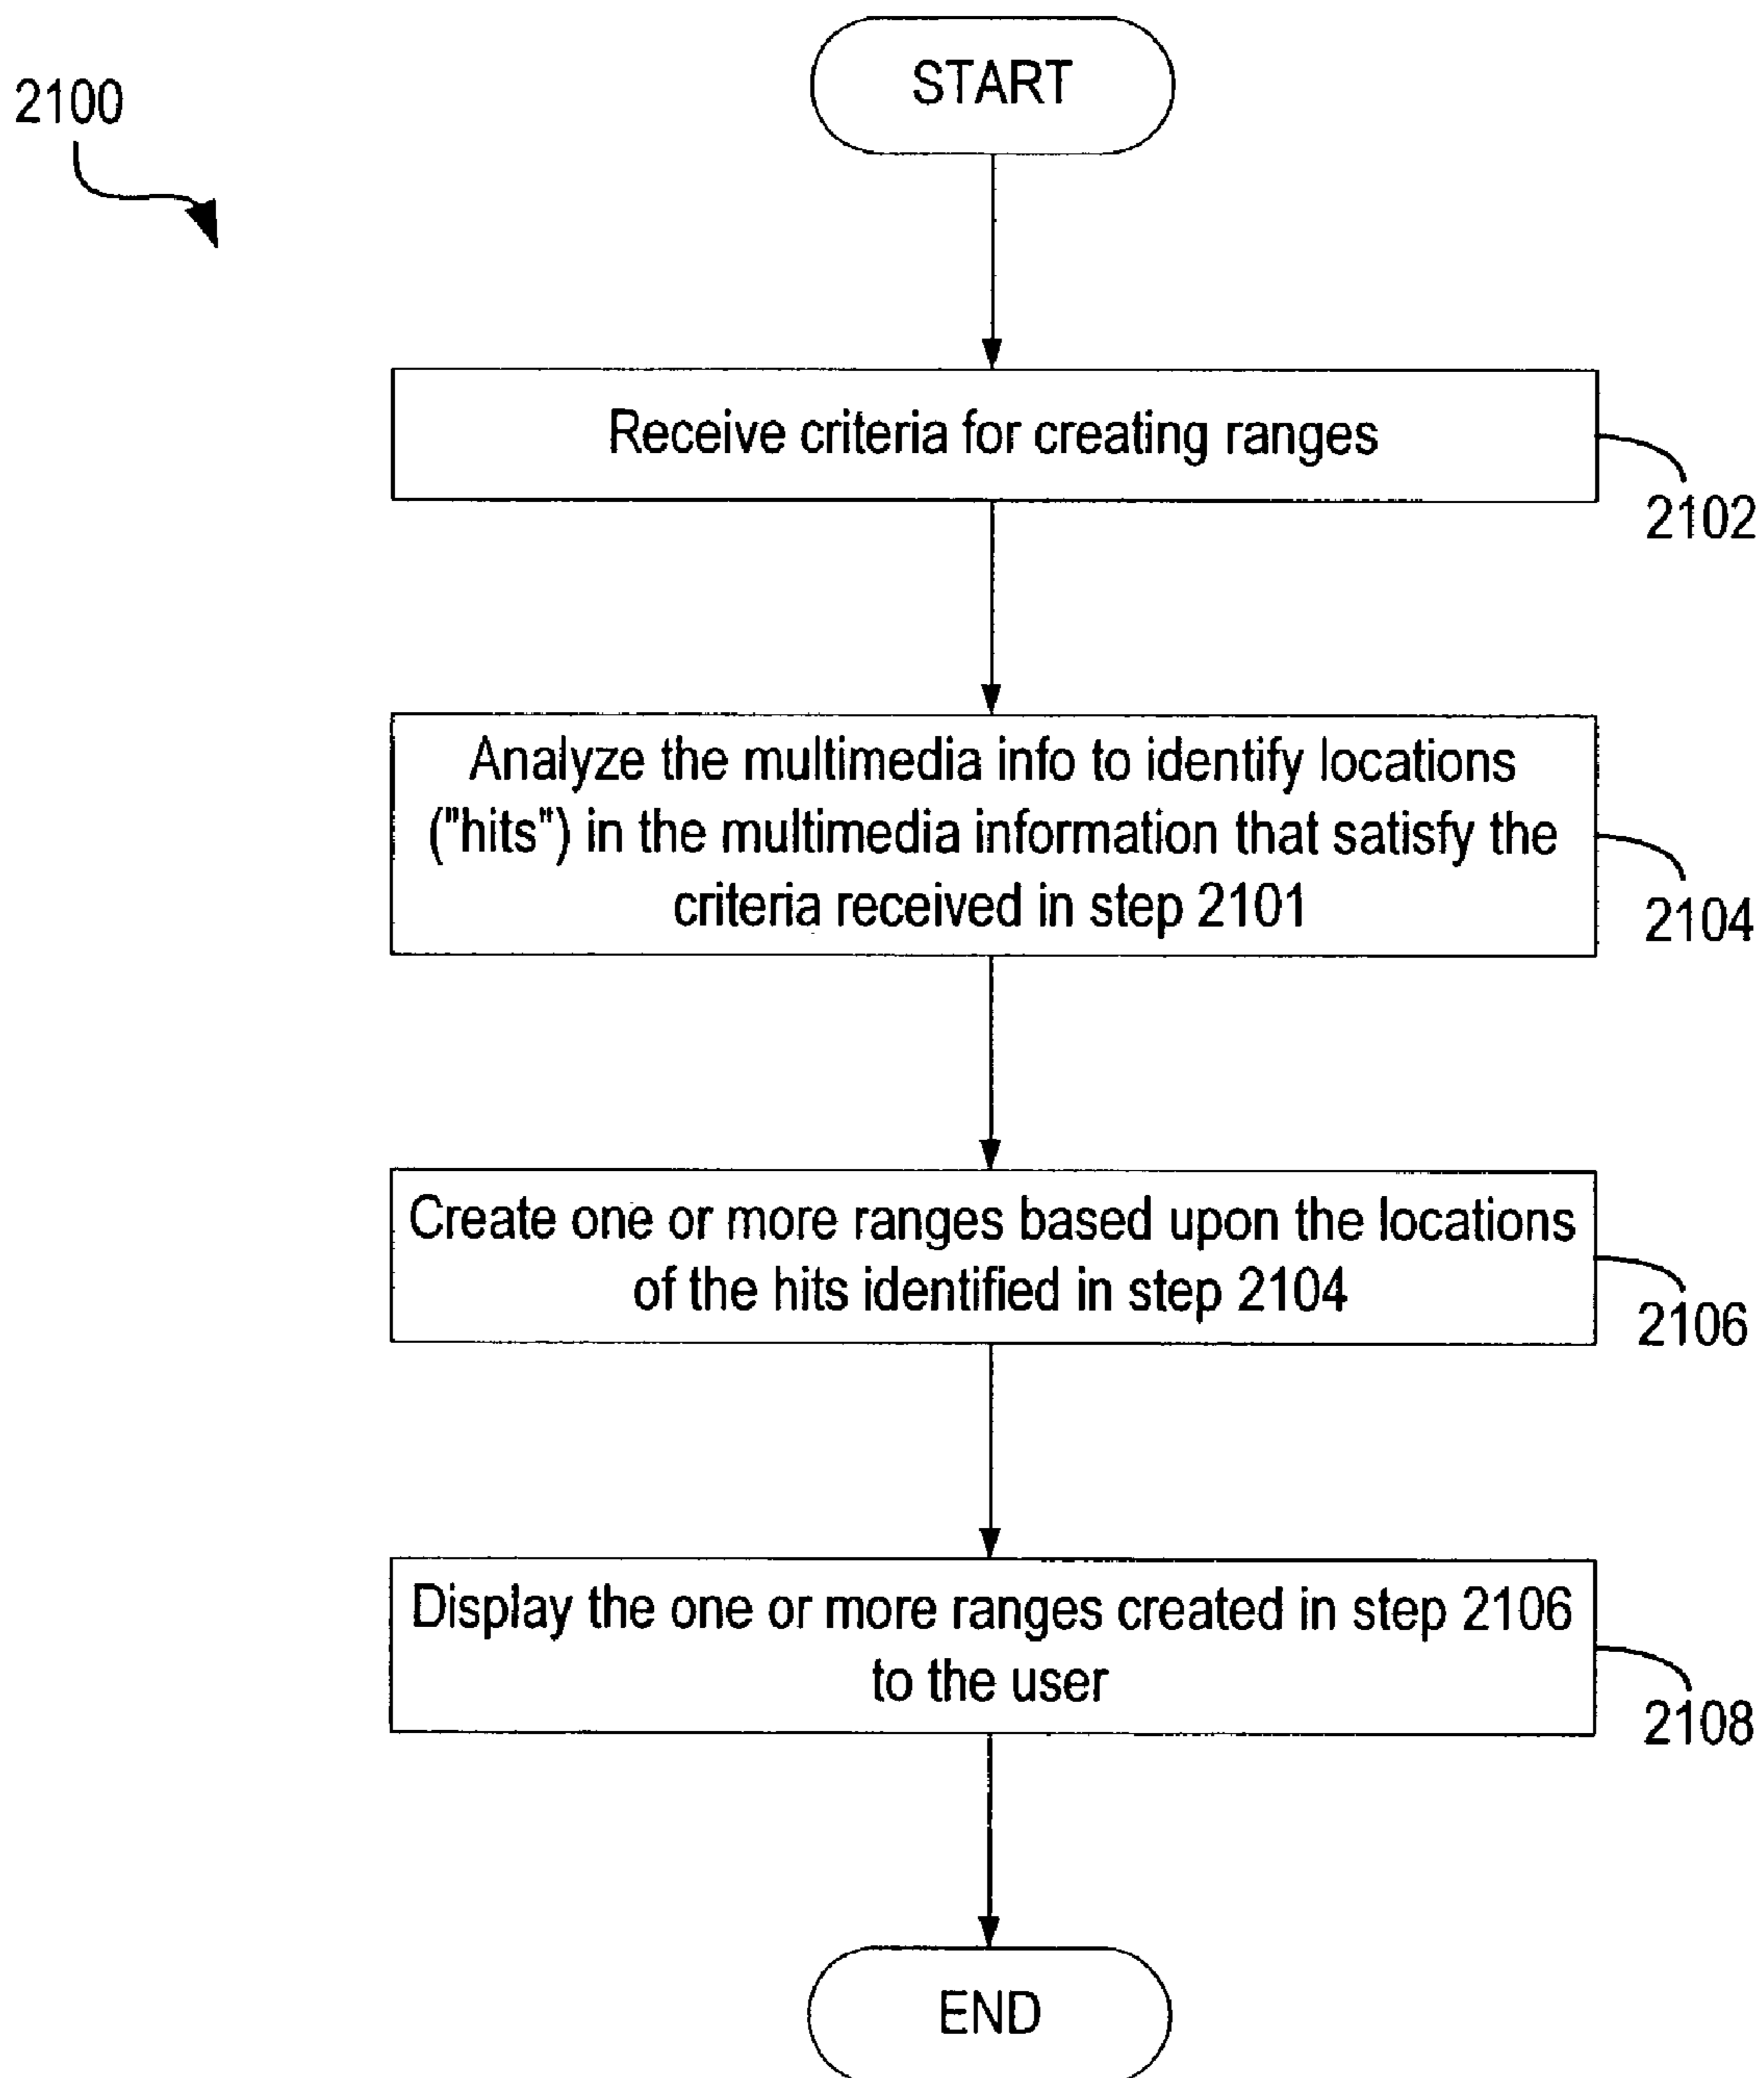 2100
START
Receive criteria for creating ranges
2102
Analyze the multimedia info to identify locations
("hits") in the multimedia information that satisfy the
criteria received in step 2101
2104
Create one or more ranges based upon the locations
of the hits identified in step 2104
2106
Display the one or more ranges created in step 2106
to the user
2108
END